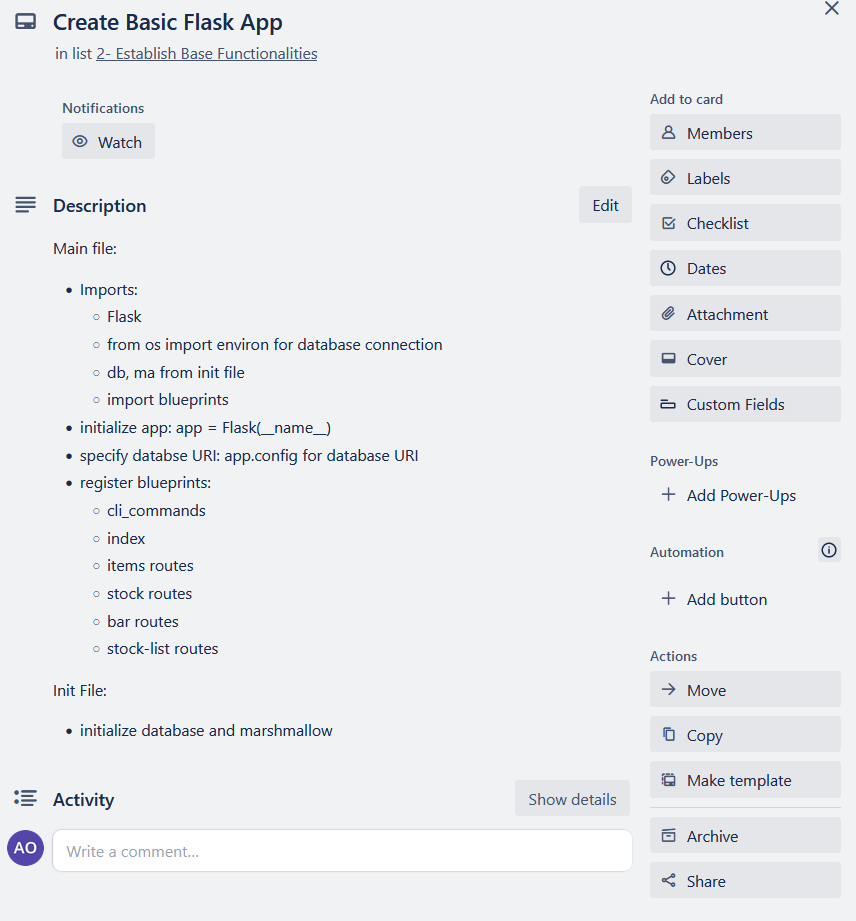 Create Basic Flask App
in list 2- Establish Base Functionalities
Notifications
Watch
Description
Edit
Main file:
Imports:
Flask
from os import environ for database connection
db, ma from init file
import blueprints
initialize app: app = Flask(__name__)
specify databse URI: app.config for database URI
register blueprints:
cli_commands
index
items routes
stock routes
bar routes
stock-list routes
Init File:
initialize database and marshmallow
Activity
Show details
AO
Write a comment...
Add to card
Members
Labels
Checklist
Dates
Attachment
Cover
Custom Fields
Power-Ups
Add Power-Ups
Automation
Add button
Actions
Move
Copy
Make template
Archive
Share